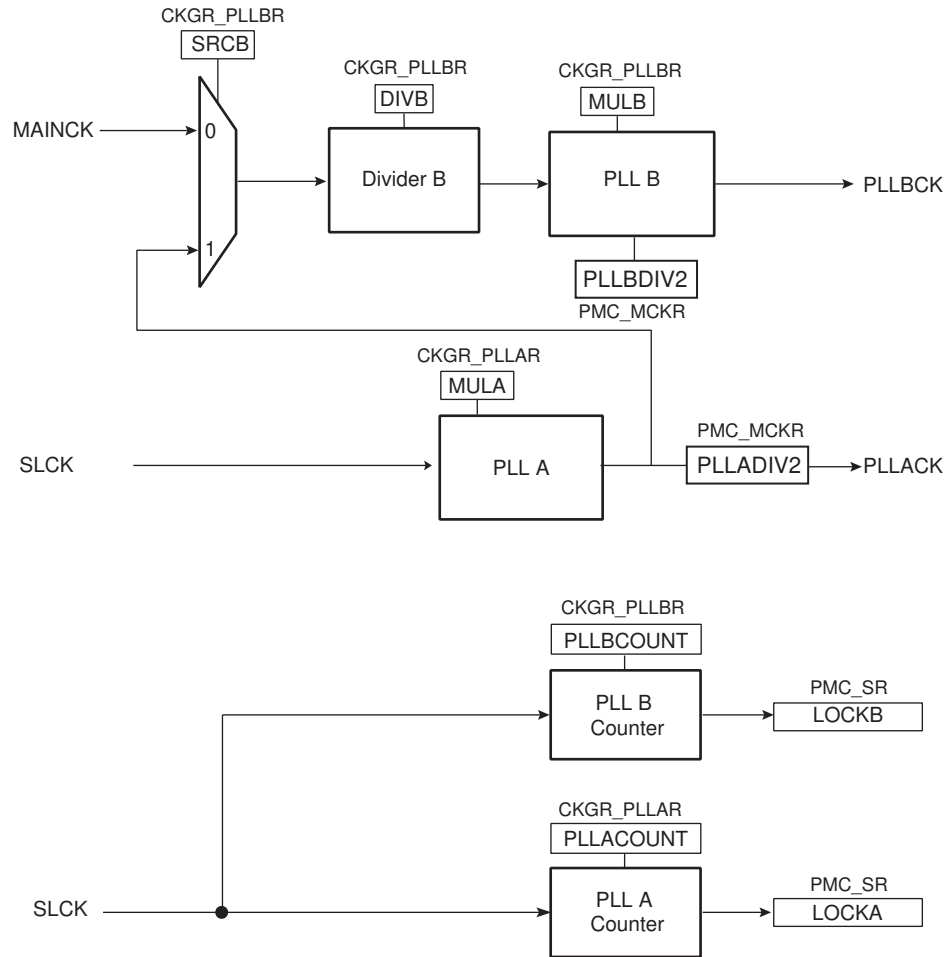 CKGR_PLLBR
SRCB
CKGR_PLLBR
DIVB
CKGR_PLLBR
MULB
MAINCK
0
Divider B
PLL B
PLLBCK
1
PLLBDIV2
PMC_MCKR
CKGR_PLLAR
MULA
PMC_MCKR
SLCK
PLL A
PLLADIV2
PLLACK
CKGR_PLLBR
PLLBCOUNT
PLL B
Counter
PMC_SR
LOCKB
CKGR_PLLAR
PLLACOUNT
SLCK
PLL A
Counter
PMC_SR
LOCKA